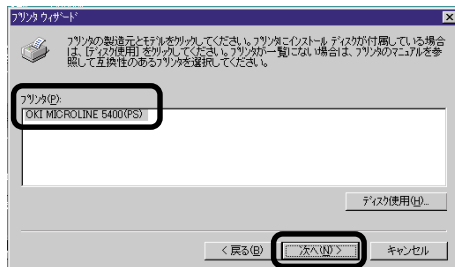 プリンタ ウィザード
プリンタの製造元とモデルをクリックしてください。プリンタにインストール ディスクが付属している場合
は、[ディスク使用] をクリックしてください。プリンタが一覧にない場合は、プリンタのマニュアルを参
照して互換性のあるプリンタを選択してください。
プリンタ(P):
OKI MICROLINE 5400(PS)
ディスク使用(H)...
< 戻る(B)
次へ(N) >
キャンセル